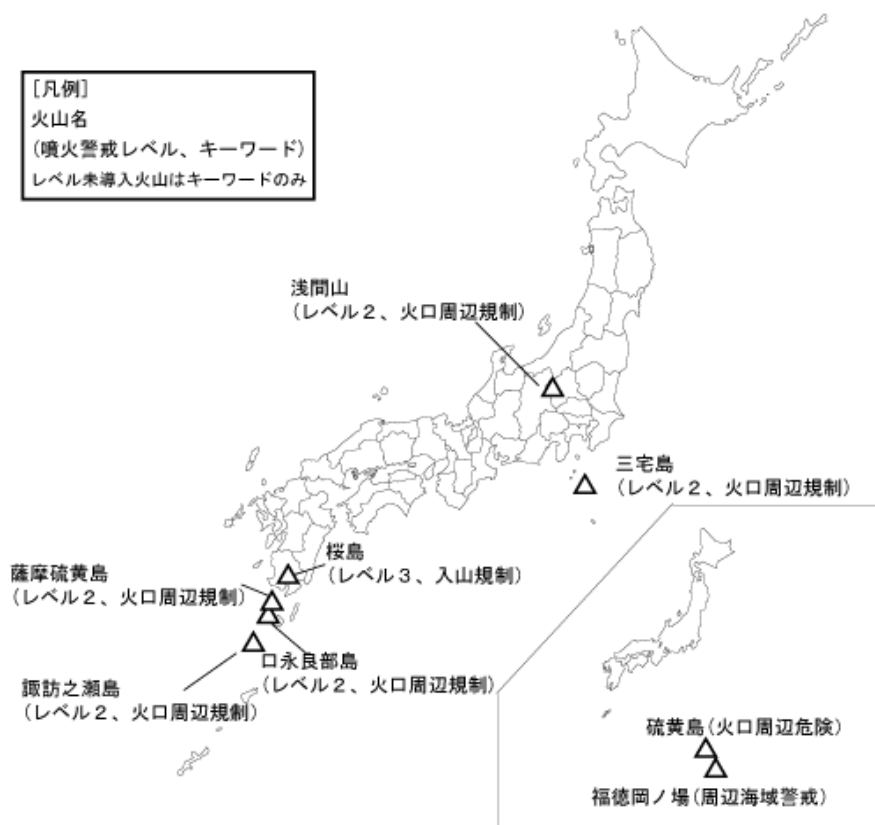 [凡例]
火山名
(噴火警戒レベル、キーワード)
レベル未導入火山はキーワードのみ
浅間山
(レベル２、火口周辺規制)
三宅島
(レベル２、火口周辺規制)
桜島
(レベル３、入山規制)
薩摩硫黄島
(レベル２、火口周辺規制)
口永良部島
(レベル２、火口周辺規制)
諏訪之瀬島
(レベル２、火口周辺規制)
硫黄島(火口周辺危険)
福徳岡ノ場(周辺海域警戒)